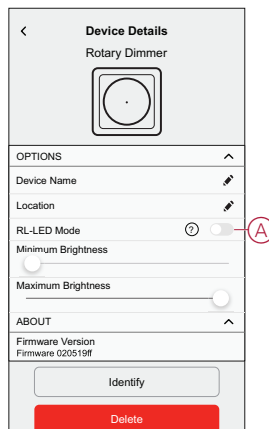 Device Details
Rotary Dimmer
OPTIONS
Device Name
Location
RL-LED Mode ?
A
Minimum Brightness
Maximum Brightness
ABOUT
Firmware Version
Firmware 020519ff
Identify
Delete